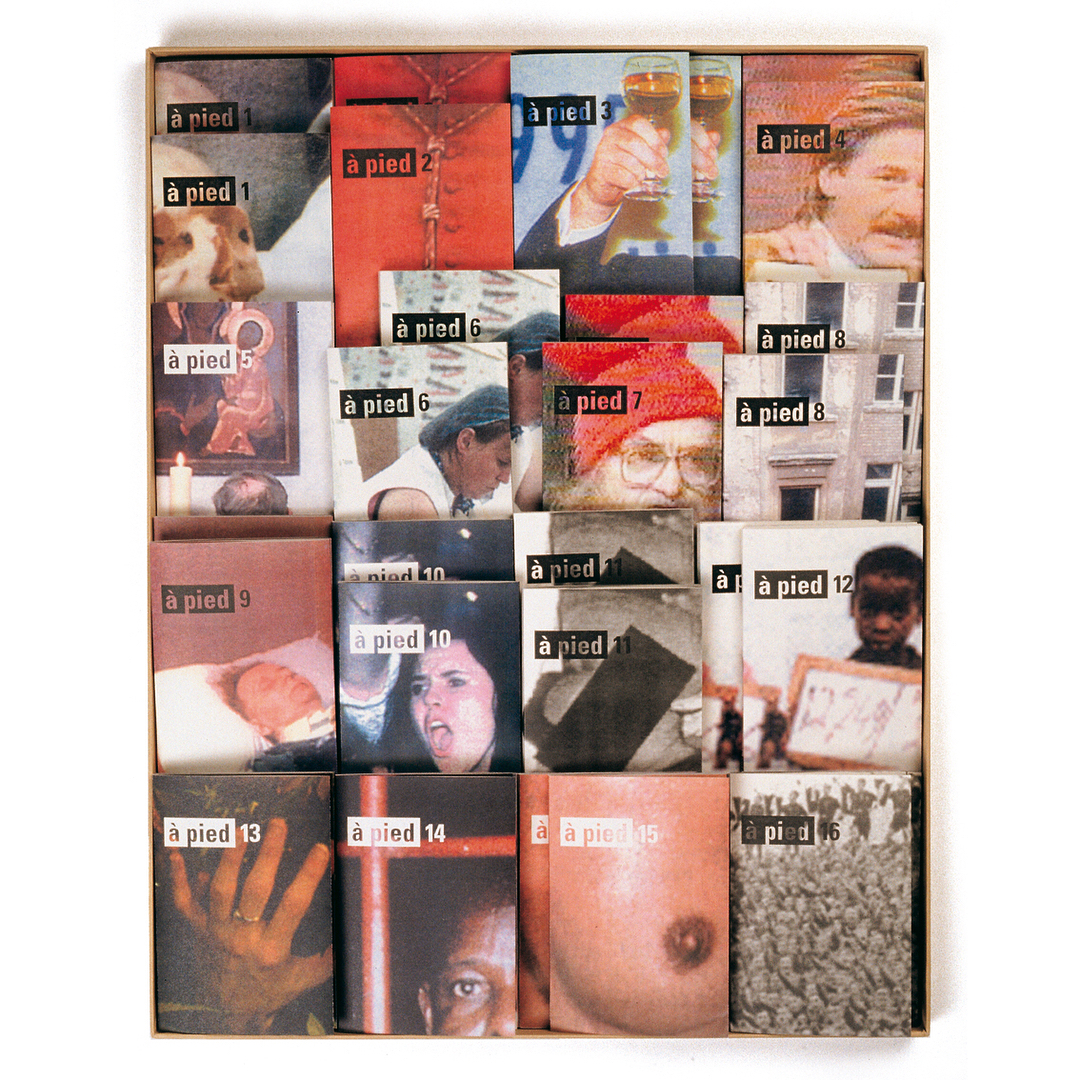 à pied 1
à pied 1
à pied 2
1997
à pied 3
à pied 4
à pied 5
à pied 6
à pied 6
à pied 7
à pied 8
à pied 8
à pied 9
à pied 10
à pied 10
à pied 11
à pied 11
à p
à pied 12
à pied 13
à pied 14
à
à pied 15
à pied 16